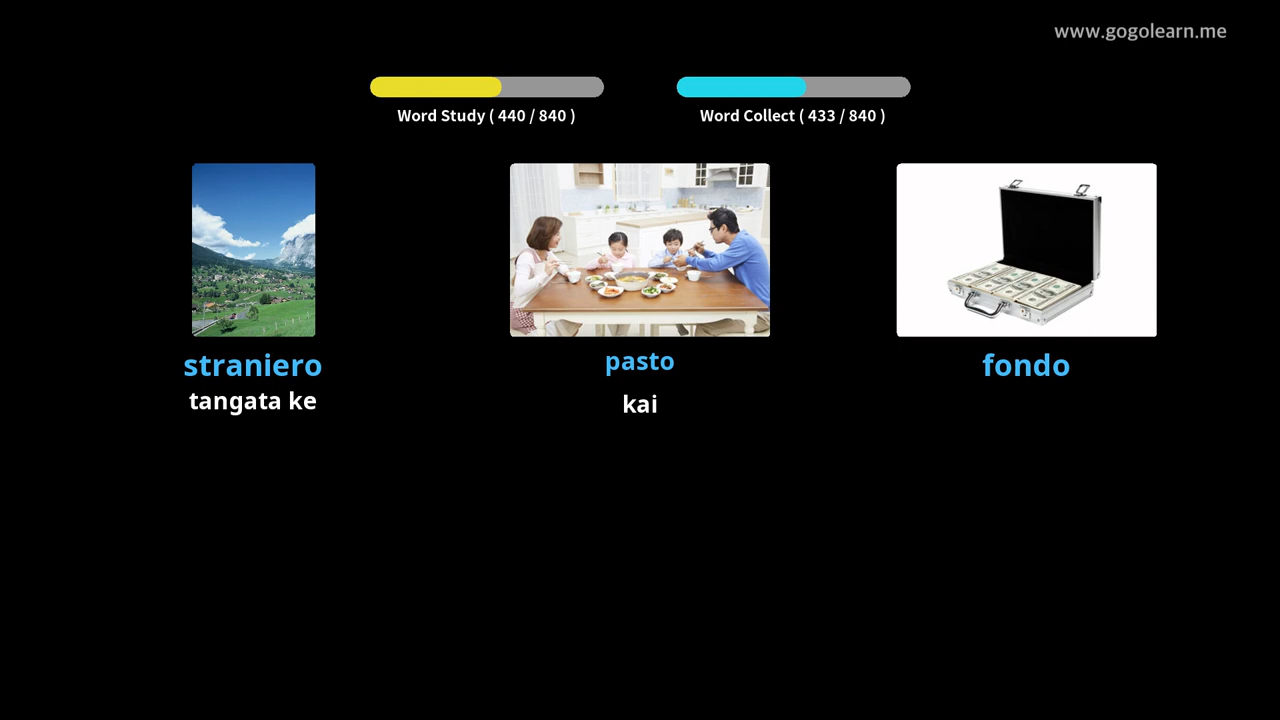 www.gogolearn.me
Word Study ( 440 / 840 )
Word Collect ( 433 / 840 )
straniero
tangata ke
pasto
kai
fondo